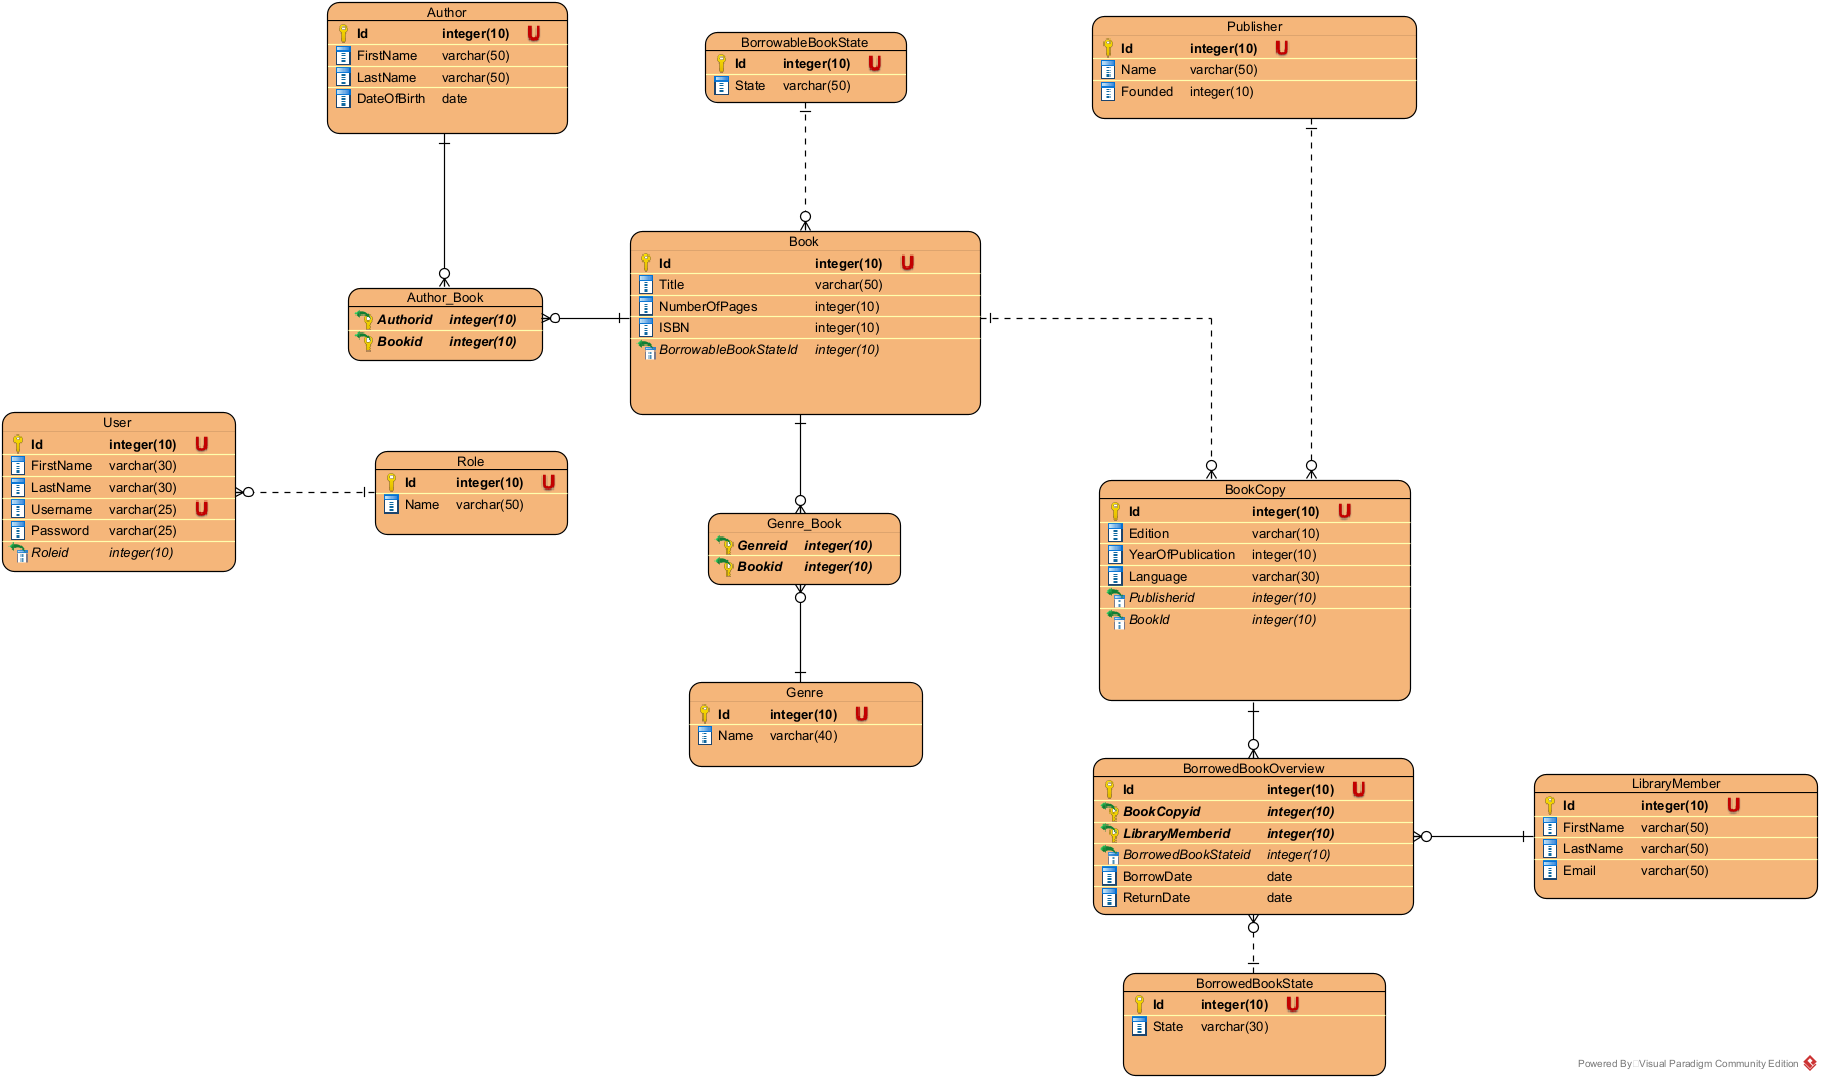 Author
Id integer(10) U
FirstName varchar(50)
LastName varchar(50)
DateOfBirth date
BorrowableBookState
Id integer(10) U
State varchar(50)
Publisher
Id integer(10) U
Name varchar(50)
Founded integer(10)
Book
Id integer(10) U
Title varchar(50)
NumberOfPages integer(10)
ISBN integer(10)
BorrowableBookStateId integer(10)
Author_Book
Authorid integer(10)
Bookid integer(10)
User
Id integer(10) U
FirstName varchar(30)
LastName varchar(30)
Username varchar(25) U
Password varchar(25)
Roleid integer(10)
Role
Id integer(10) U
Name varchar(50)
Genre_Book
Genreid integer(10)
Bookid integer(10)
BookCopy
Id integer(10) U
Edition varchar(10)
YearOfPublication integer(10)
Language varchar(30)
Publisherid integer(10)
BookId integer(10)
Genre
Id integer(10) U
Name varchar(40)
BorrowedBookOverview
Id integer(10) U
BookCopyid integer(10)
LibraryMemberid integer(10)
BorrowedBookStateid integer(10)
BorrowDate date
ReturnDate date
LibraryMember
Id integer(10) U
FirstName varchar(50)
LastName varchar(50)
Email varchar(50)
BorrowedBookState
Id integer(10) U
State varchar(30)
Powered By Visual Paradigm Community Edition